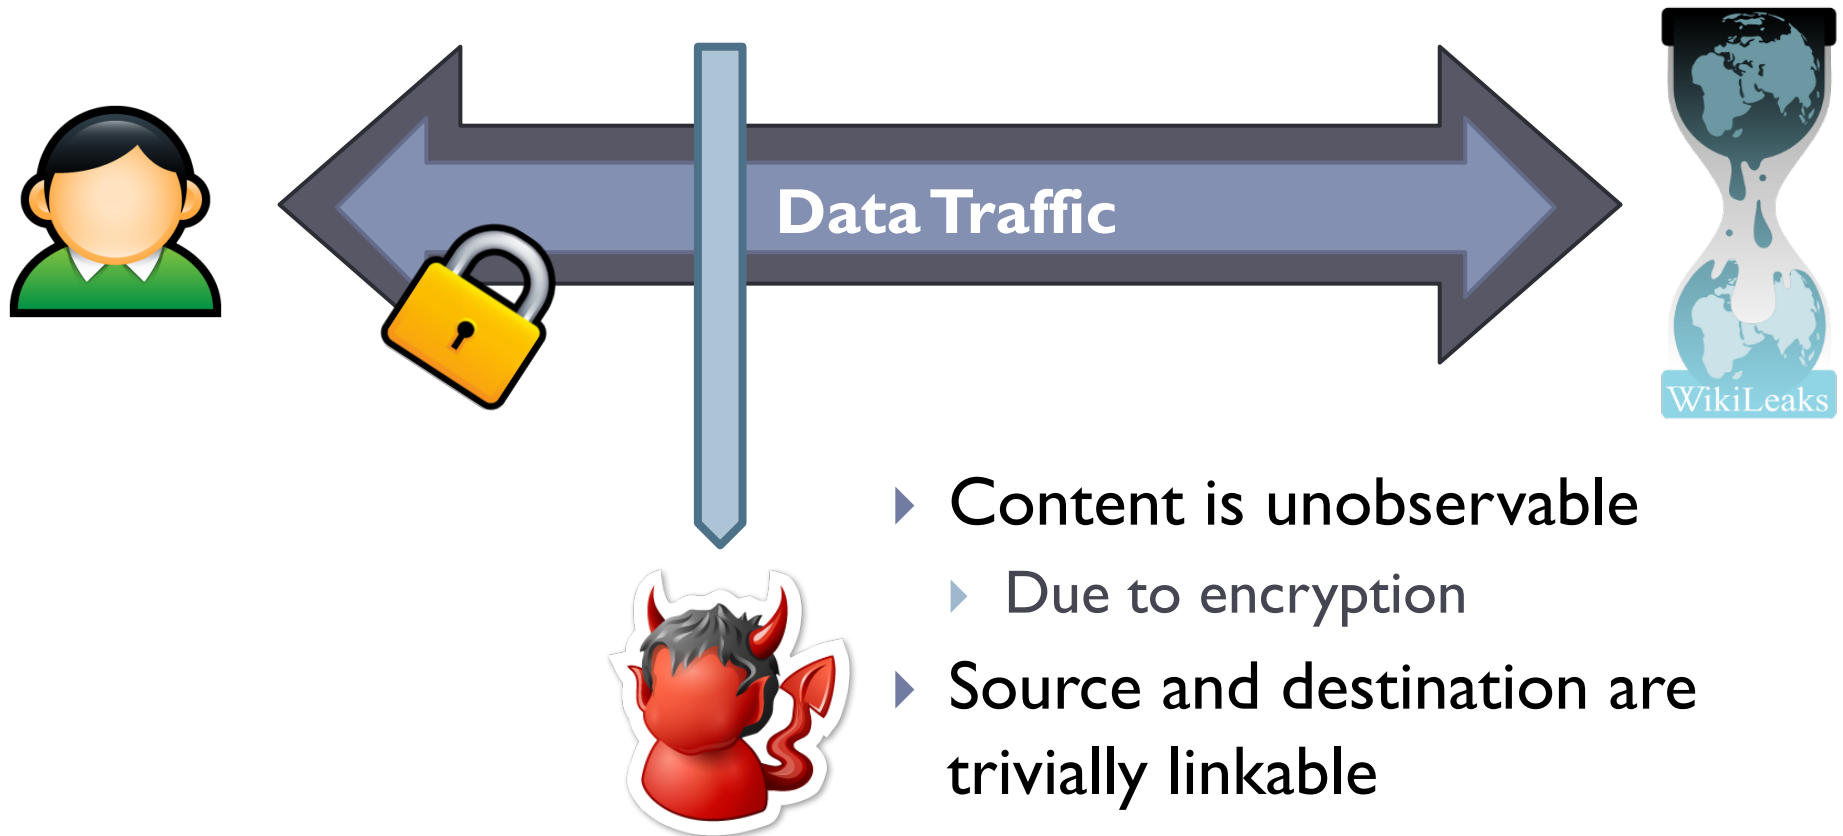 Data Traffic
WikiLeaks
Content is unobservable
Due to encryption
Source and destination are
trivially linkable